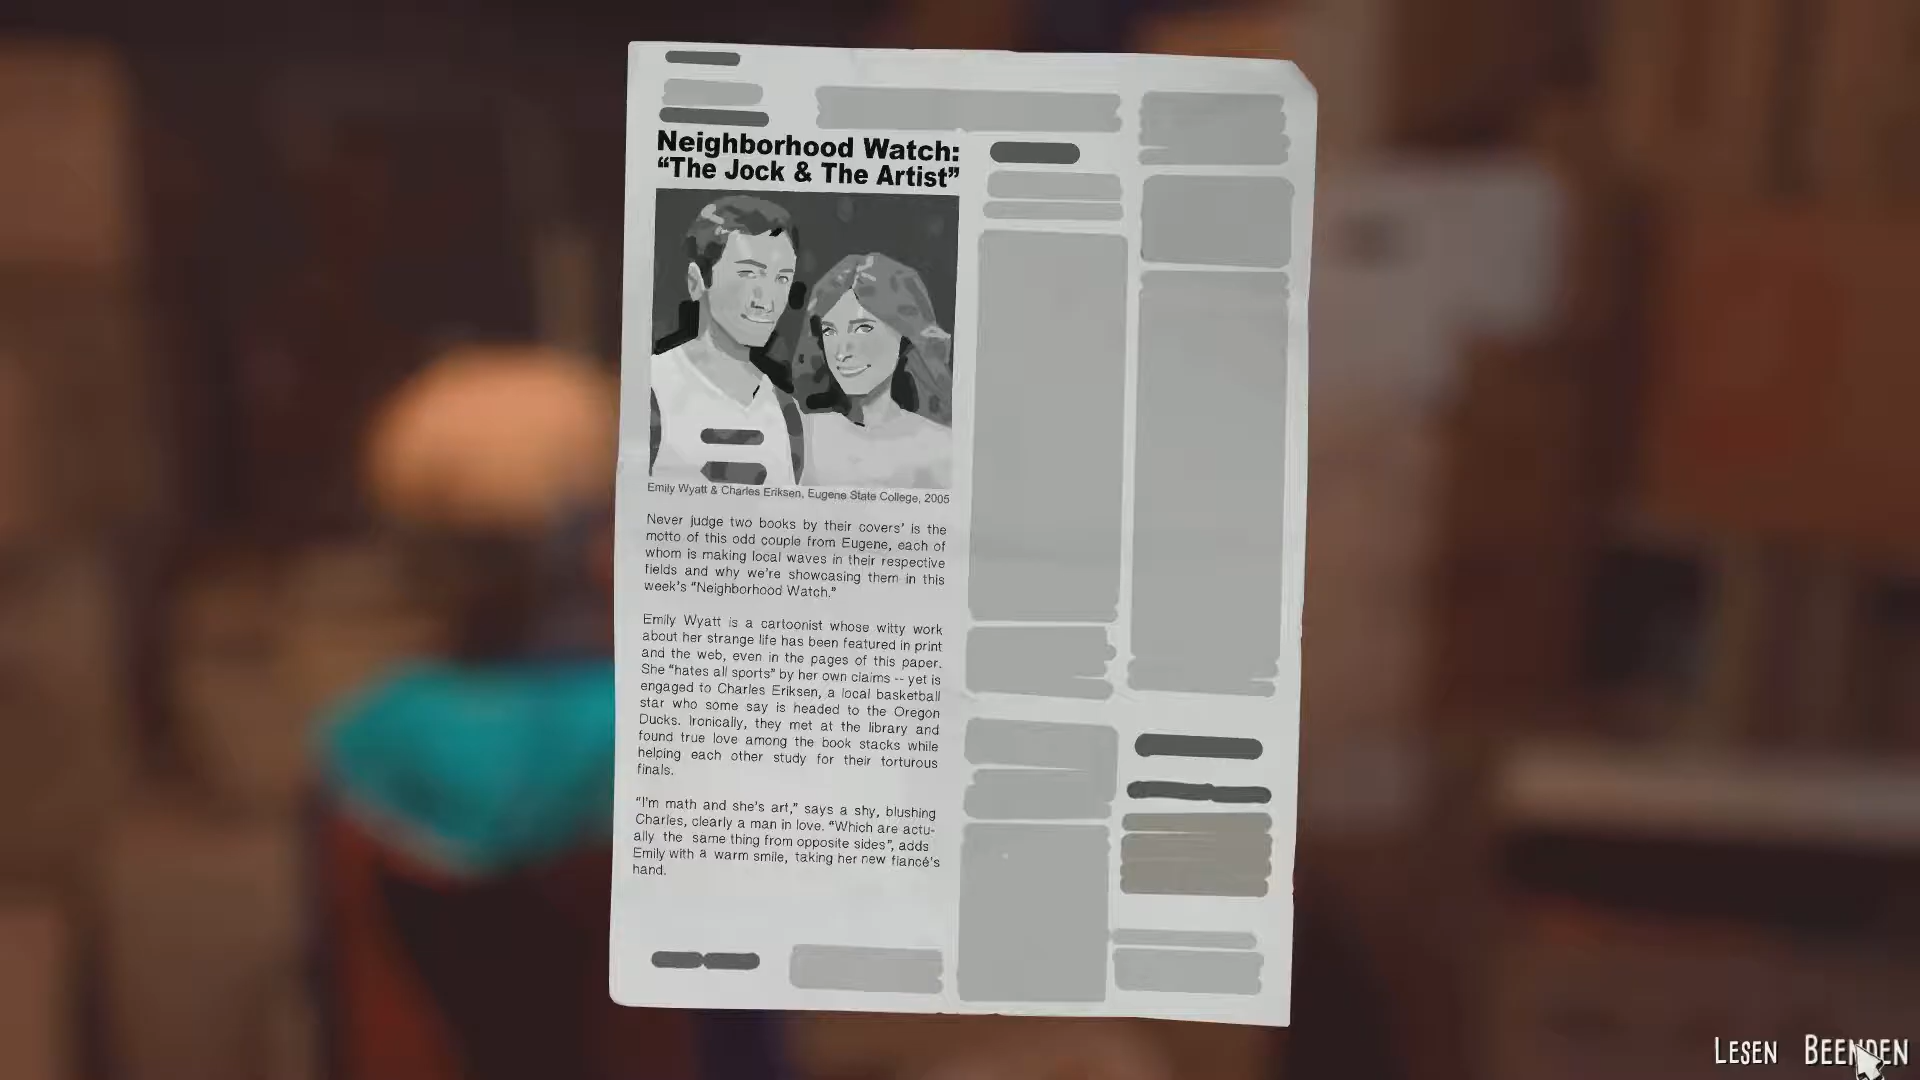 Neighborhood Watch:
“The Jock & The Artist”
Emily Wyatt & Charles Eriksen, Eugene State College, 2005
Never judge two books by their covers’ is the
motto of this odd couple from Eugene, each of
whom is making local waves in their respective
fields and why we’re showcasing them in this
week’s “Neighborhood Watch.”
Emily Wyatt is a cartoonist whose witty work
about her strange life has been featured in print
and the web, even in the pages of this paper.
She “hates all sports” by her own claims -- yet is
engaged to Charles Eriksen, a local basketball
star who some say is headed to the Oregon
Ducks. Ironically, they met at the library and
found true love among the book stacks while
helping each other study for their torturous
finals.
“I’m math and she’s art,” says a shy, blushing
Charles, clearly a man in love. “Which are actu-
ally the same thing from opposite sides”, adds
Emily with a warm smile, taking her new fiancé’s
hand.
LESEN BEENDEN